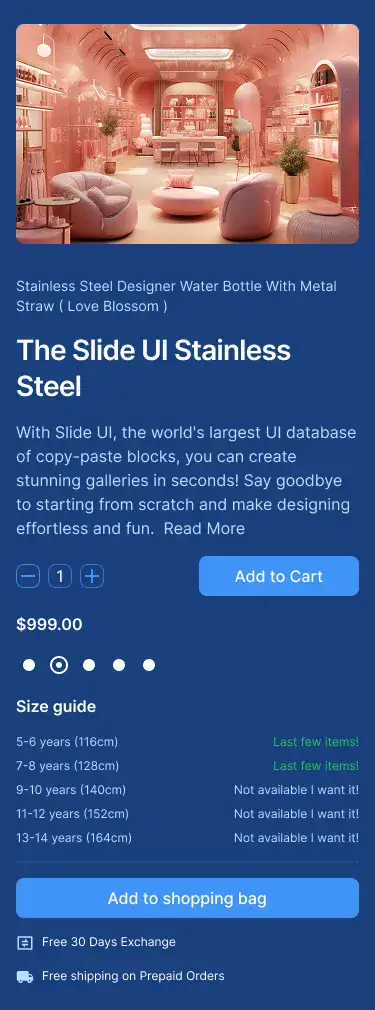 Stainless Steel Designer Water Bottle With Metal
Straw ( Love Blossom )
The Slide UI Stainless
Steel
With Slide UI, the world's largest UI database
of copy-paste blocks, you can create
stunning galleries in seconds! Say goodbye
to starting from scratch and make designing
effortless and fun. Read More
1 Add to Cart
$999.00
Size guide
5-6 years (116cm) Last few items!
7-8 years (128cm) Last few items!
9-10 years (140cm) Not available I want it!
11-12 years (152cm) Not available I want it!
13-14 years (164cm) Not available I want it!
Add to shopping bag
Free 30 Days Exchange
Free shipping on Prepaid Orders